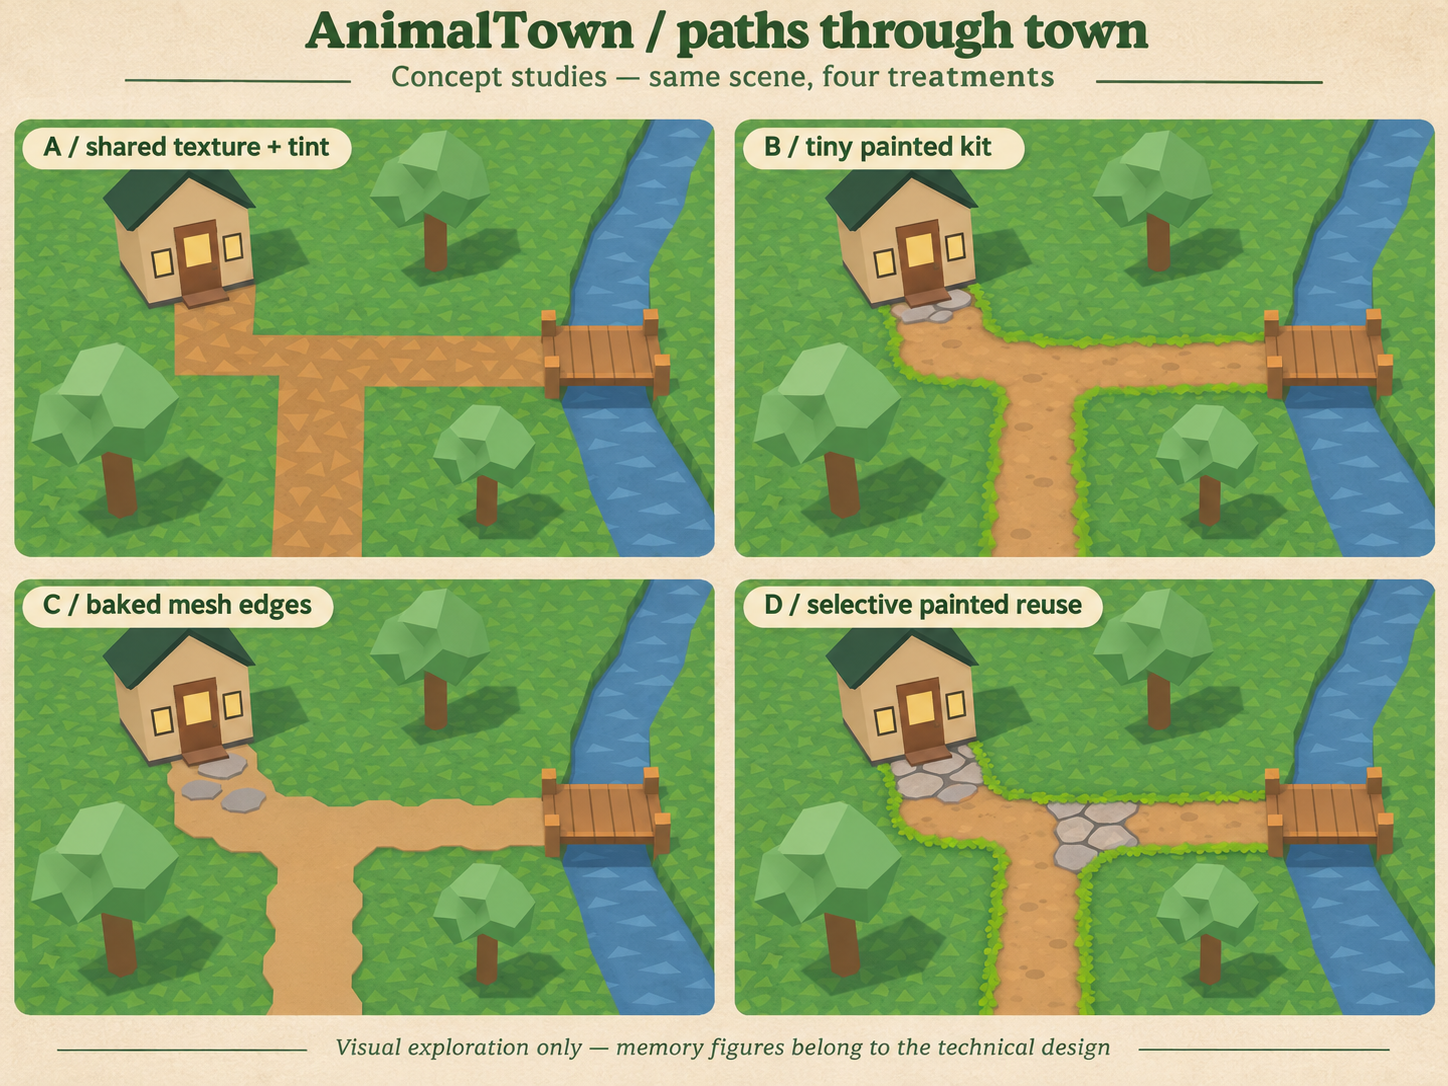 AnimalTown / paths through town
Concept studies — same scene, four treatments
A / shared texture + tint
B / tiny painted kit
C / baked mesh edges
D / selective painted reuse
Visual exploration only — memory figures belong to the technical design